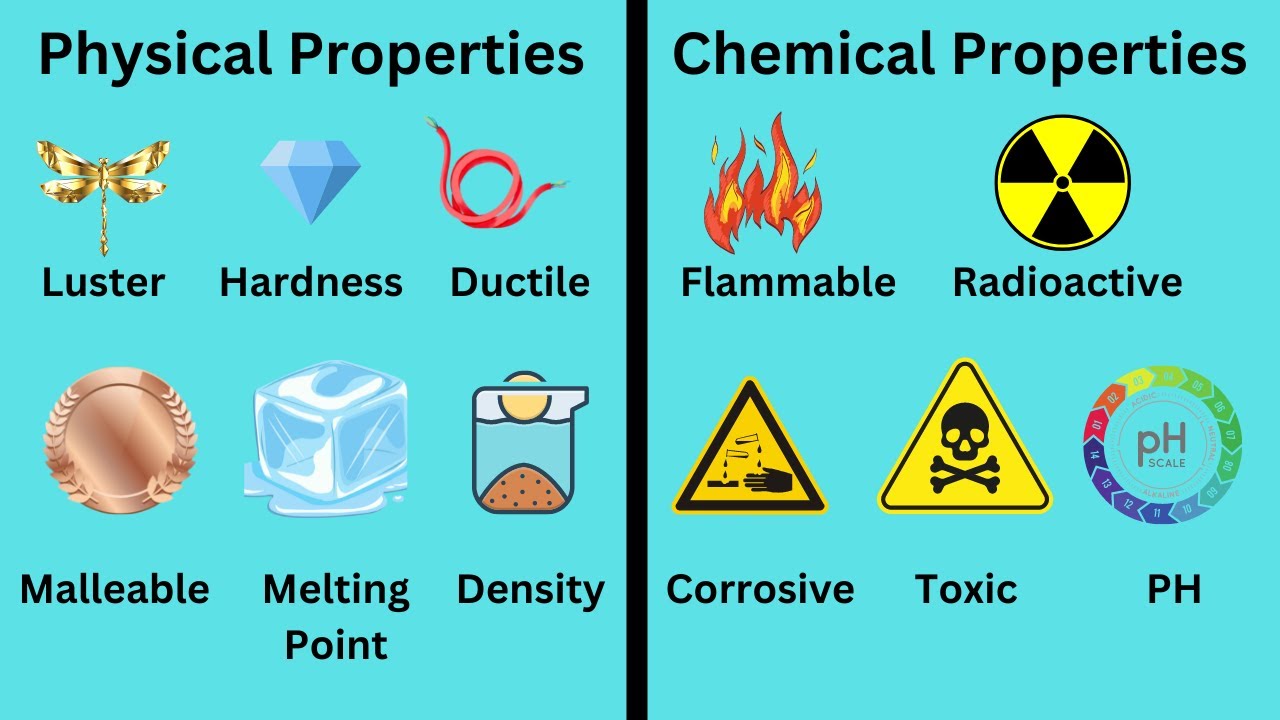 Physical Properties
Chemical Properties
Luster
Hardness
Ductile
Flammable
Radioactive
01
02
03
04
05
06
07
08
09
10
11
12
13
14
ACIDIC
NEUTRAL
ALKALINE
pH
SCALE
Malleable
Melting
Point
Density
Corrosive
Toxic
PH